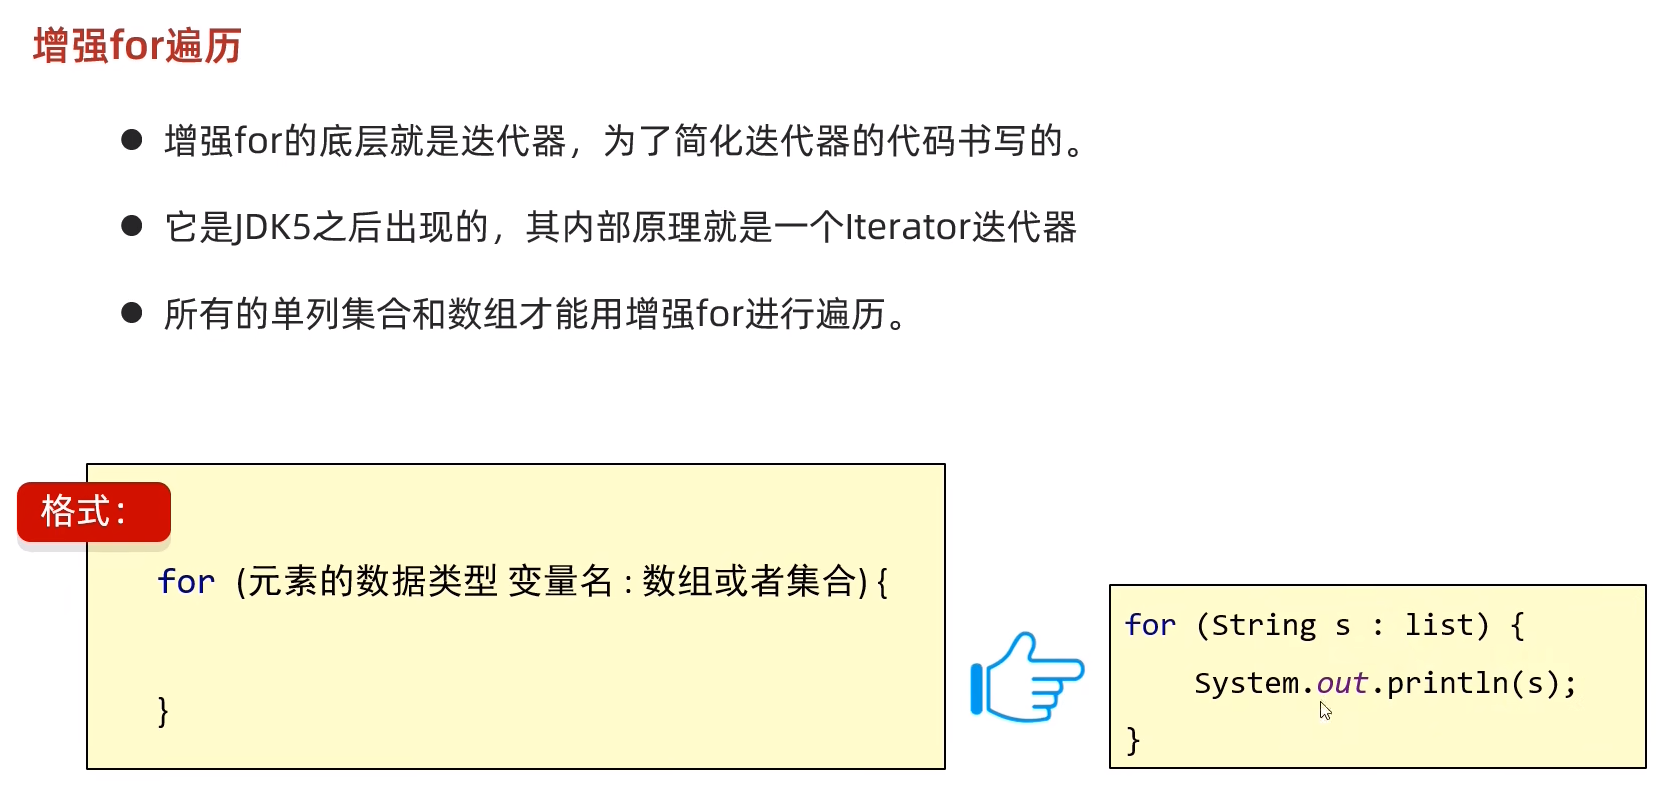 增强for遍历
● 增强for的底层就是迭代器，为了简化迭代器的代码书写的。
● 它是JDK5之后出现的，其内部原理就是一个Iterator迭代器
● 所有的单列集合和数组才能用增强for进行遍历。
格式：
for (元素的数据类型 变量名 : 数组或者集合) {
}
for (String s : list) {
System.out.println(s);
}